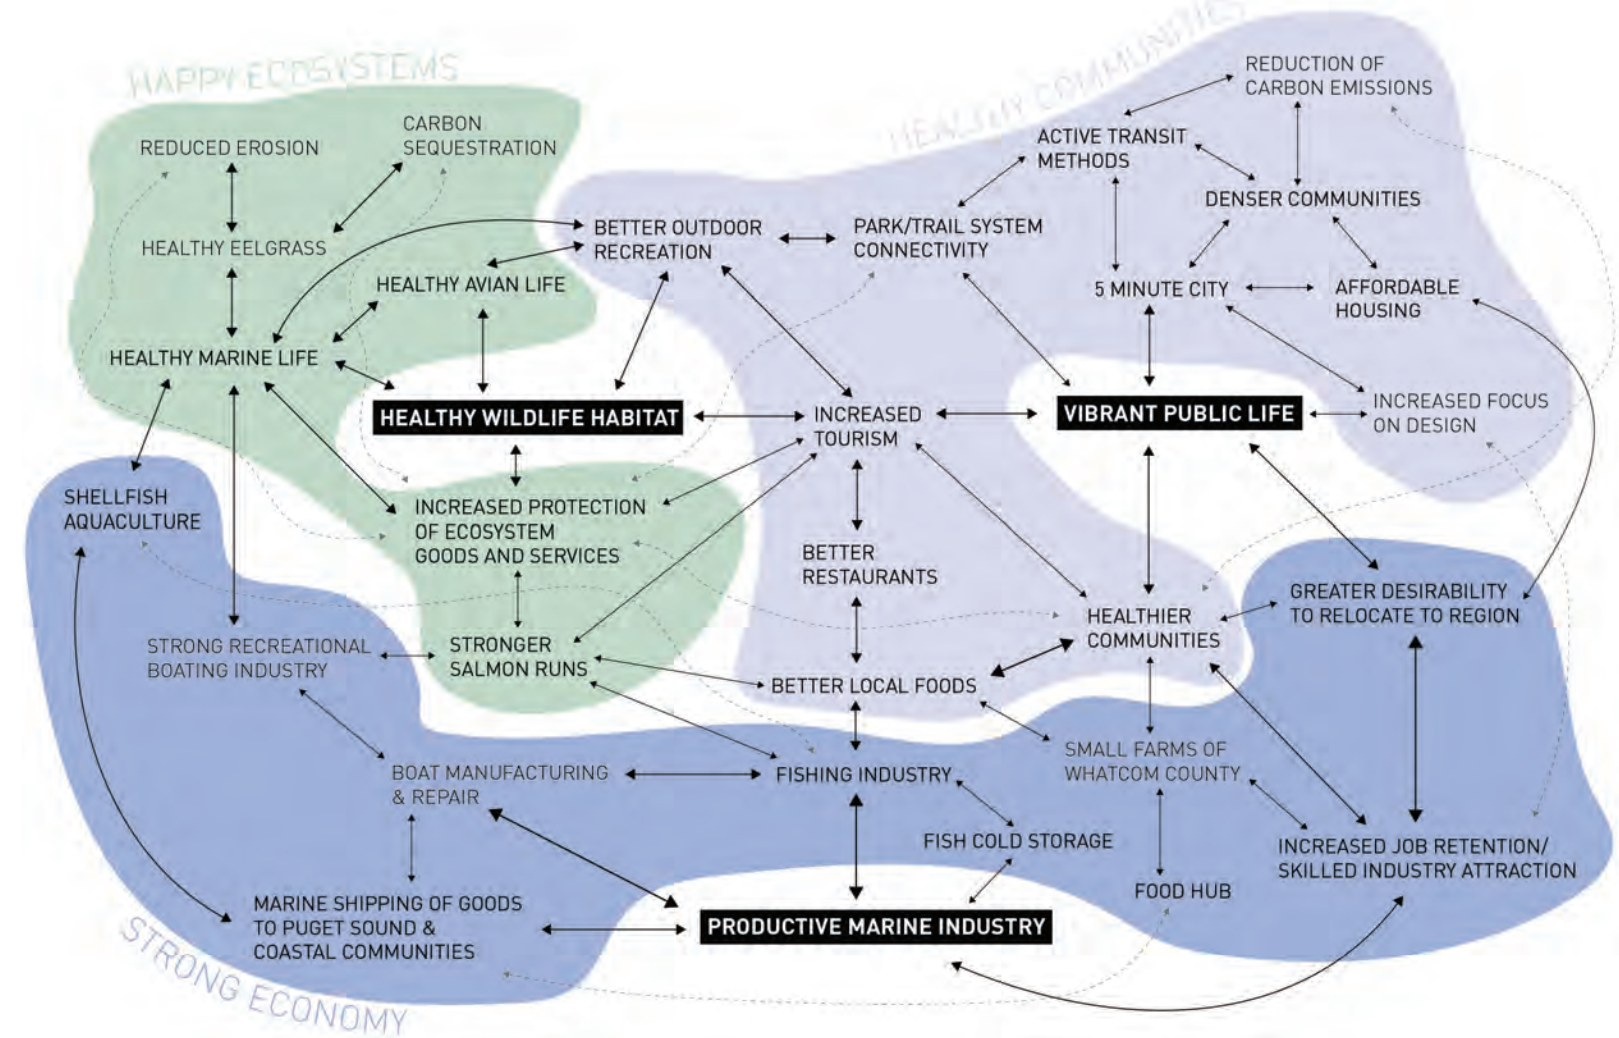 HAPPY ECOSYSTEMS
HEALTHY COMMUNITIES
REDUCTION OF
CARBON EMISSIONS
CARBON
SEQUESTRATION
REDUCED EROSION
ACTIVE TRANSIT
METHODS
DENSER COMMUNITIES
HEALTHY EELGRASS
BETTER OUTDOOR
RECREATION
PARK/TRAIL SYSTEM
CONNECTIVITY
HEALTHY AVIAN LIFE
5 MINUTE CITY
AFFORDABLE
HOUSING
HEALTHY MARINE LIFE
HEALTHY WILDLIFE HABITAT
INCREASED
TOURISM
VIBRANT PUBLIC LIFE
INCREASED FOCUS
ON DESIGN
SHELLFISH
AQUACULTURE
INCREASED PROTECTION
OF ECOSYSTEM
GOODS AND SERVICES
BETTER
RESTAURANTS
GREATER DESIRABILITY
TO RELOCATE TO REGION
HEALTHIER
COMMUNITIES
STRONG RECREATIONAL
BOATING INDUSTRY
STRONGER
SALMON RUNS
BETTER LOCAL FOODS
SMALL FARMS OF
WHATCOM COUNTY
BOAT MANUFACTURING
& REPAIR
FISHING INDUSTRY
FISH COLD STORAGE
INCREASED JOB RETENTION/
SKILLED INDUSTRY ATTRACTION
FOOD HUB
MARINE SHIPPING OF GOODS
TO PUGET SOUND &
COASTAL COMMUNITIES
PRODUCTIVE MARINE INDUSTRY
STRONG ECONOMY